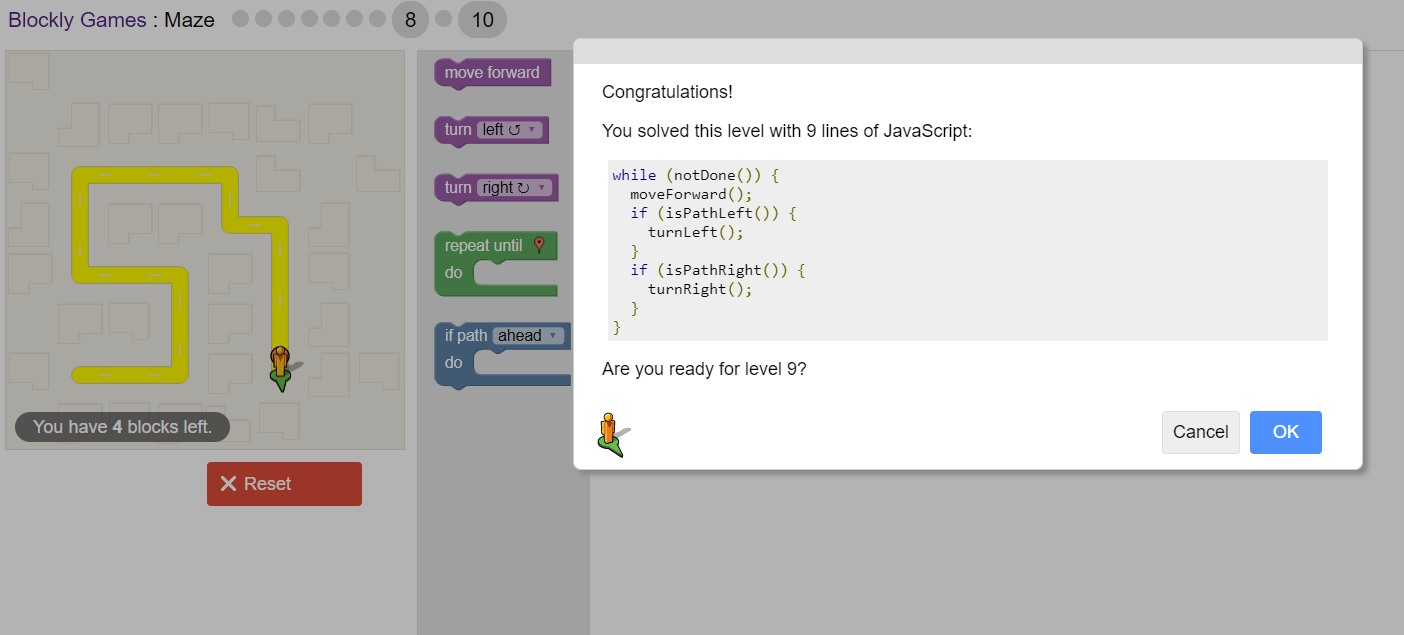 Blockly Games : Maze 8 10
move forward
turn left ↺ ▾
turn right ↻ ▾
repeat until
do
if path ahead ▾
do
You have 4 blocks left.
✕ Reset
Congratulations!
You solved this level with 9 lines of JavaScript:
while (notDone()) {
  moveForward();
  if (isPathLeft()) {
    turnLeft();
  }
  if (isPathRight()) {
    turnRight();
  }
}
Are you ready for level 9?
Cancel OK